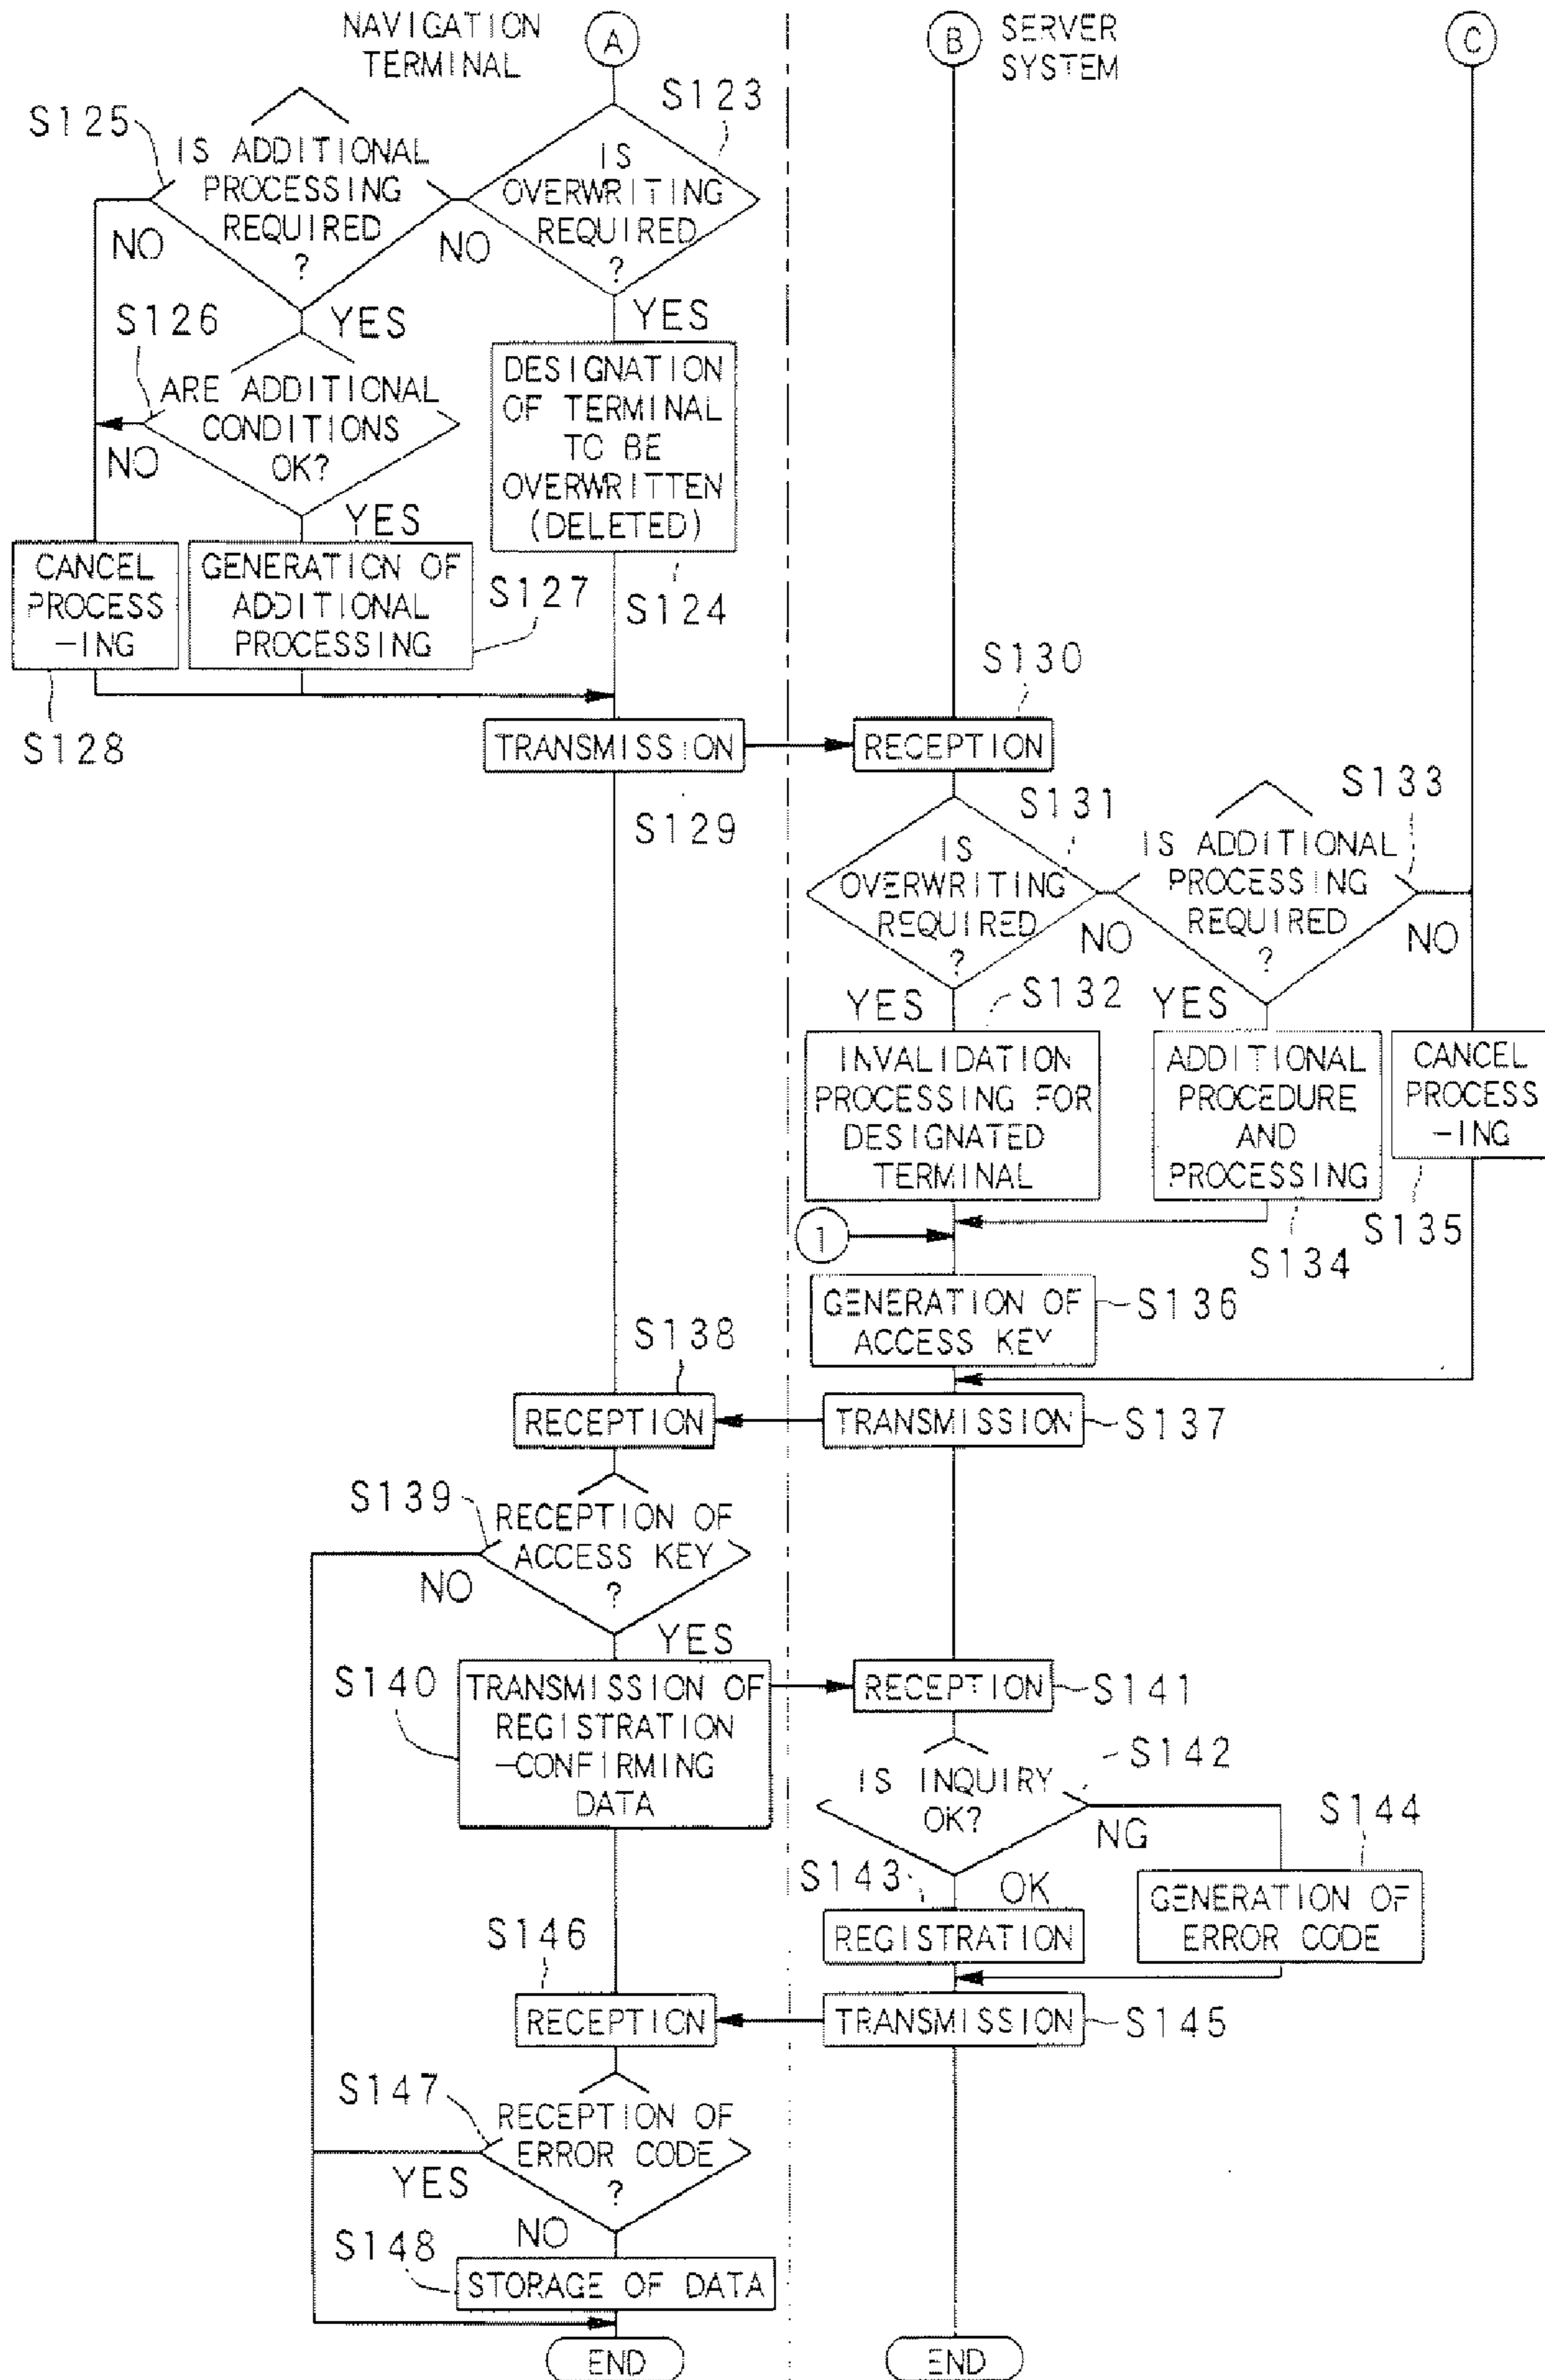 NAVIGATION
TERMINAL
A
B
SERVER
SYSTEM
C
S123
S125
IS ADDITIONAL
PROCESSING
REQUIRED
?
NO
IS
OVERWRITING
REQUIRED
?
NO
YES
S126
YES
ARE ADDITIONAL
CONDITIONS
OK?
NO
YES
DESIGNATION
OF TERMINAL
TO BE
OVERWRITTEN
(DELETED)
S124
CANCEL
PROCESS
-ING
S128
GENERATION OF
ADDITIONAL
PROCESSING
S127
S130
TRANSMISSION
RECEPTION
S129
S131
S133
IS
OVERWRITING
REQUIRED
?
NO
YES
IS ADDITIONAL
PROCESSING
REQUIRED
?
NO
YES
S132
INVALIDATION
PROCESSING FOR
DESIGNATED
TERMINAL
ADDITIONAL
PROCEDURE
AND
PROCESSING
CANCEL
PROCESS
-ING
1
S134
S135
GENERATION OF
ACCESS KEY
S136
S138
RECEPTION
TRANSMISSION
S137
S139
RECEPTION OF
ACCESS KEY
?
NO
YES
S140
TRANSMISSION OF
REGISTRATION
-CONFIRMING
DATA
RECEPTION
S141
S142
IS INQUIRY
OK?
NG
S144
S143
OK
REGISTRATION
GENERATION OF
ERROR CODE
S146
RECEPTION
TRANSMISSION
S145
S147
RECEPTION OF
ERROR CODE
?
YES
NO
S148
STORAGE OF DATA
END
END